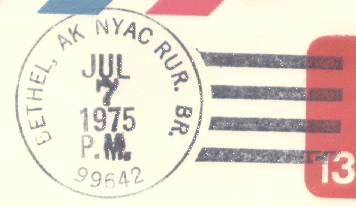 BETHEL, AK NYAC RUR. BR.
JUL
7
1975
P.M.
99642
13